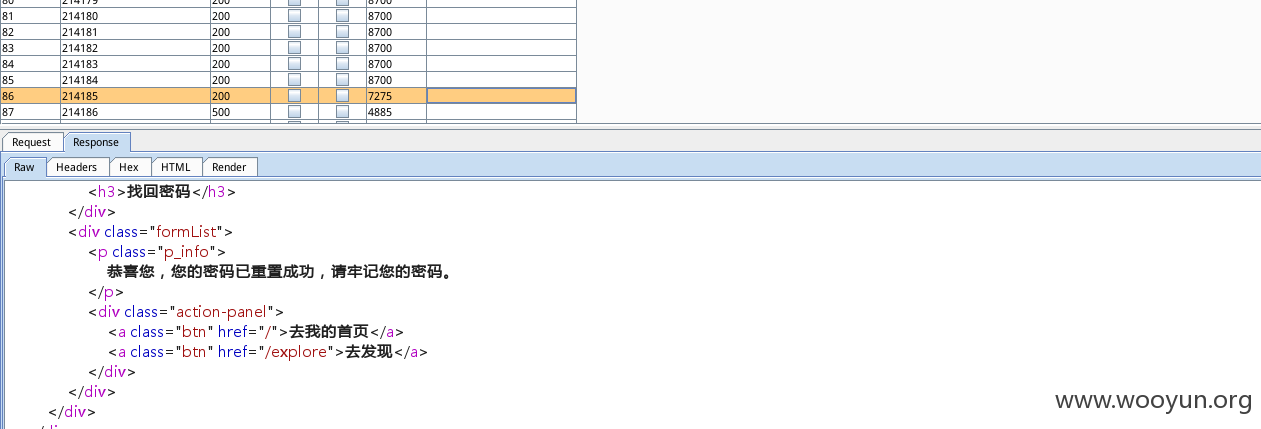 80 214179 200 8700
81 214180 200 8700
82 214181 200 8700
83 214182 200 8700
84 214183 200 8700
85 214184 200 8700
86 214185 200 7275
87 214186 500 4885
Request Response
Raw Headers Hex HTML Render
<h3>找回密码</h3>
</div>
<div class="formList">
<p class="p_info">
恭喜您，您的密码已重置成功，请牢记您的密码。
</p>
<div class="action-panel">
<a class="btn" href="/">去我的首页</a>
<a class="btn" href="/explore">去发现</a>
</div>
</div>
</div>
www.wooyun.org